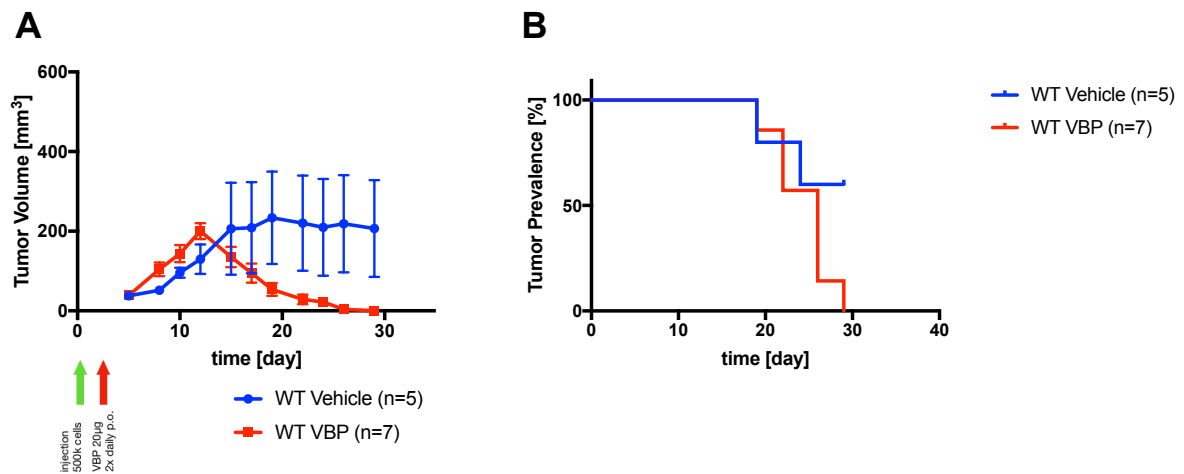 A
Tumor Volume [mm³]
600
400
200
0
0
10
20
30
time [day]
injection
500k cells
VBP 20µg
2x daily p.o.
WT Vehicle (n=5)
WT VBP (n=7)
B
Tumor Prevalence [%]
100
50
0
0
10
20
30
40
time [day]
WT Vehicle (n=5)
WT VBP (n=7)